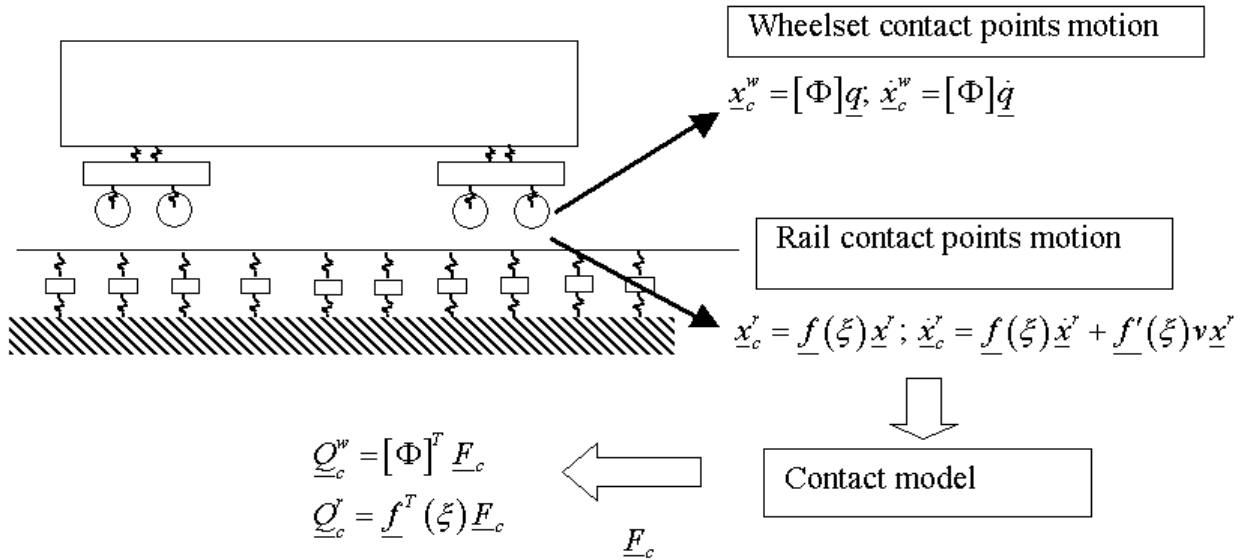 Wheelset contact points motion
x_c^w = [Φ]q; ẋ_c^w = [Φ]q̇
Rail contact points motion
x_c^r = f(ξ)x^r; ẋ_c^r = f(ξ)ẋ^r + f′(ξ)vx^r
Contact model
Q_c^w = [Φ]^T F_c
Q_c^r = f^T(ξ)F_c
F_c